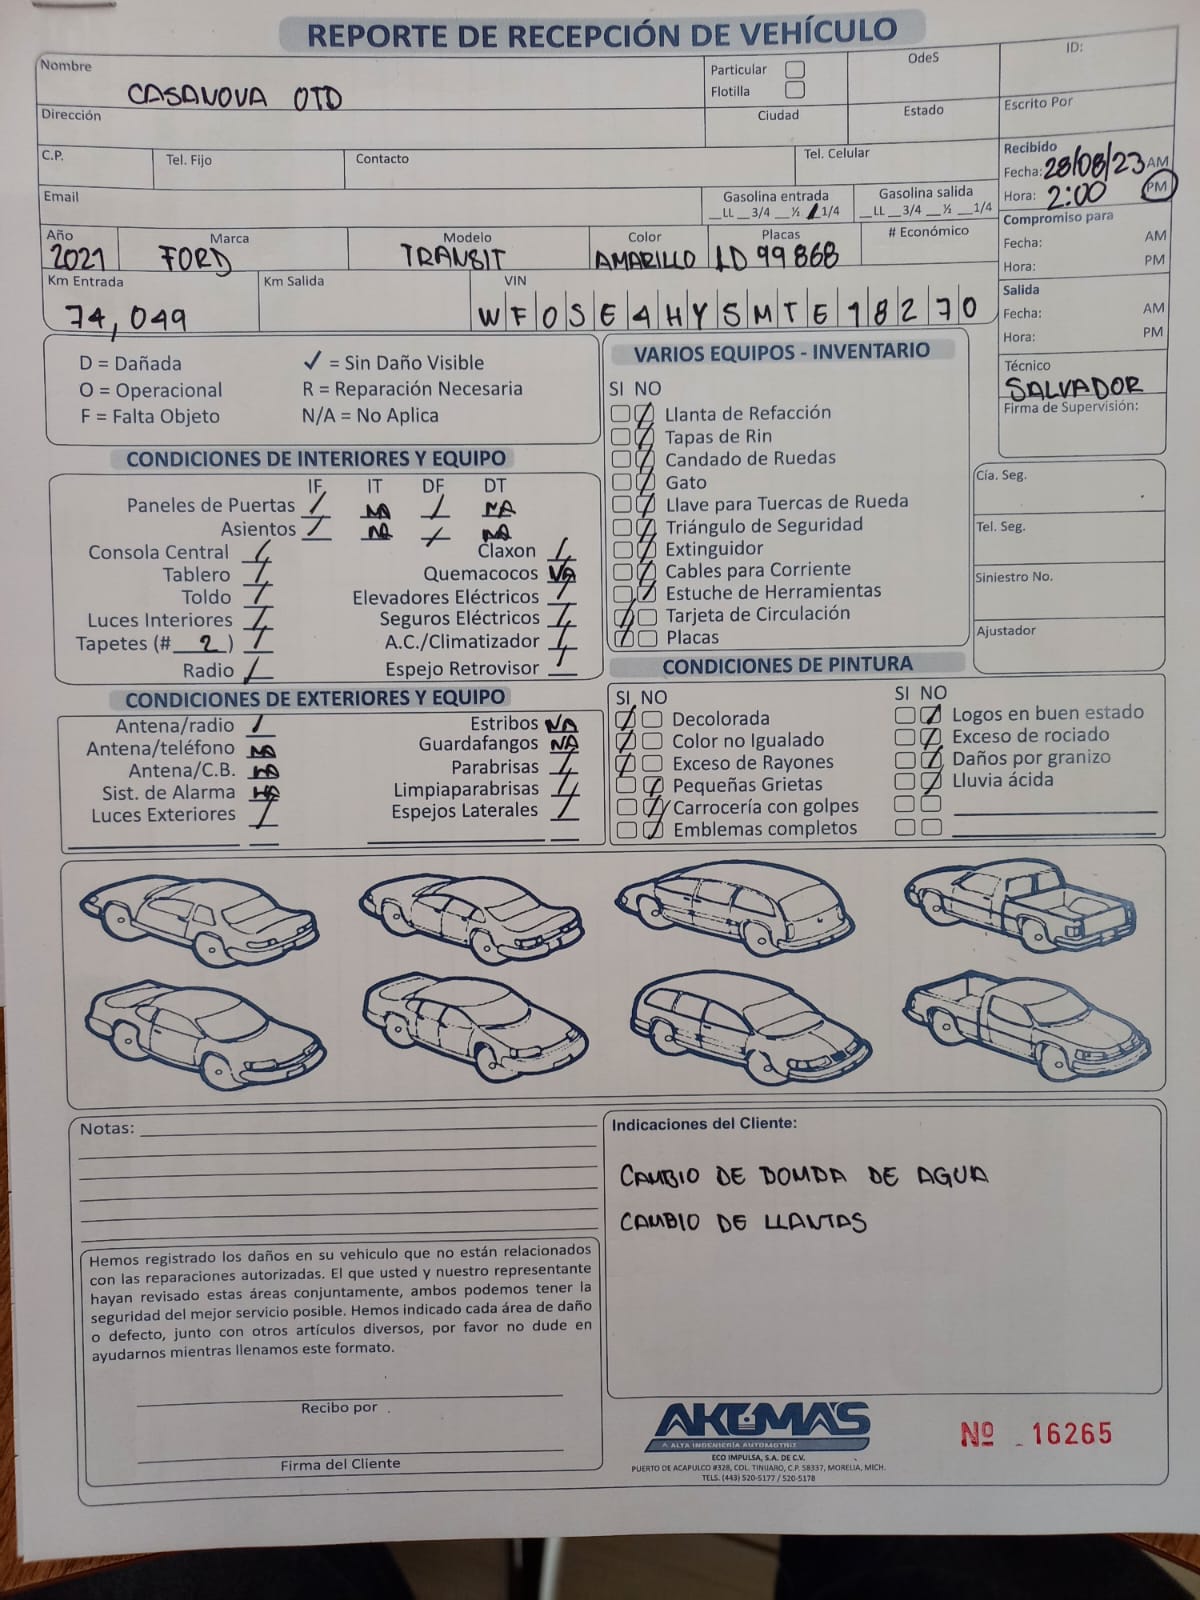 REPORTE DE RECEPCIÓN DE VEHÍCULO
Nombre
CASANOVA OTD
Particular
Flotilla
OdeS
ID:
Dirección
Ciudad
Estado
Escrito Por
C.P.
Tel. Fijo
Contacto
Tel. Celular
Recibido
Fecha: 28/08/23 AM
Hora: 2:00 PM
Email
Gasolina entrada
__LL __3/4 __½ __1/4
Gasolina salida
__LL __3/4 __½ __1/4
Compromiso para
Fecha: AM
Hora: PM
Año
2021
Marca
FORD
Modelo
TRANSIT
Color
AMARILLO
Placas
LD 99868
# Económico
Km Entrada
74,049
Km Salida
VIN
WF0SE4HYSMTE18270
Salida
Fecha: AM
Hora: PM
Técnico
SALVADOR
Firma de Supervisión:
D = Dañada ✓ = Sin Daño Visible
O = Operacional R = Reparación Necesaria
F = Falta Objeto N/A = No Aplica
CONDICIONES DE INTERIORES Y EQUIPO
IF IT DF DT
Paneles de Puertas / NA / NA
Asientos / NA / NA
Consola Central ✓ Claxon ✓
Tablero ✓ Quemacocos NA
Toldo ✓ Elevadores Eléctricos ✓
Luces Interiores ✓ Seguros Eléctricos ✓
Tapetes (# 2 ) ✓ A.C./Climatizador ✓
Radio ✓ Espejo Retrovisor ✓
VARIOS EQUIPOS - INVENTARIO
SI NO
Llanta de Refacción
Tapas de Rin
Candado de Ruedas
Gato
Llave para Tuercas de Rueda
Triángulo de Seguridad
Extinguidor
Cables para Corriente
Estuche de Herramientas
Tarjeta de Circulación
Placas
Cía. Seg.
Tel. Seg.
Siniestro No.
Ajustador
CONDICIONES DE EXTERIORES Y EQUIPO
Antena/radio ✓ Estribos NA
Antena/teléfono NA Guardafangos NA
Antena/C.B. NA Parabrisas ✓
Sist. de Alarma NA Limpiaparabrisas ✓
Luces Exteriores ✓ Espejos Laterales ✓
CONDICIONES DE PINTURA
SI NO SI NO
Decolorada Logos en buen estado
Color no Igualado Exceso de rociado
Exceso de Rayones Daños por granizo
Pequeñas Grietas Lluvia ácida
Carrocería con golpes
Emblemas completos
Notas:
Indicaciones del Cliente:
CAMBIO DE BOMBA DE AGUA
CAMBIO DE LLANTAS
Hemos registrado los daños en su vehiculo que no están relacionados
con las reparaciones autorizadas. El que usted y nuestro representante
hayan revisado estas áreas conjuntamente, ambos podemos tener la
seguridad del mejor servicio posible. Hemos indicado cada área de daño
o defecto, junto con otros artículos diversos, por favor no dude en
ayudarnos mientras llenamos este formato.
Recibo por
Firma del Cliente
AKUMAS
ALTA INGENIERÍA AUTOMOTRIZ
ECO IMPULSA, S.A. DE C.V.
PUERTO DE ACAPULCO #328, COL. TINIJARO, C.P. 58337, MORELIA, MICH.
TELS. (443) 520-5177 / 520-5178
Nº 16265